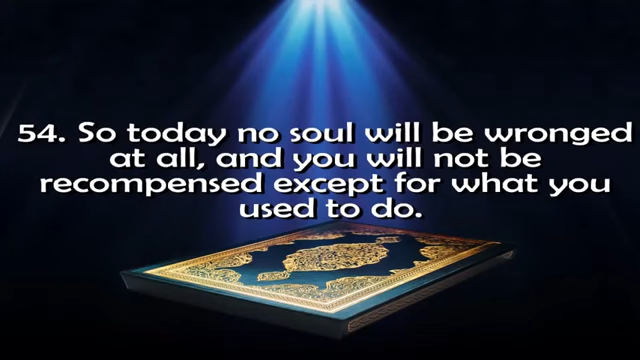 54. So today no soul will be wronged
at all, and you will not be
recompensed except for what you
used to do.